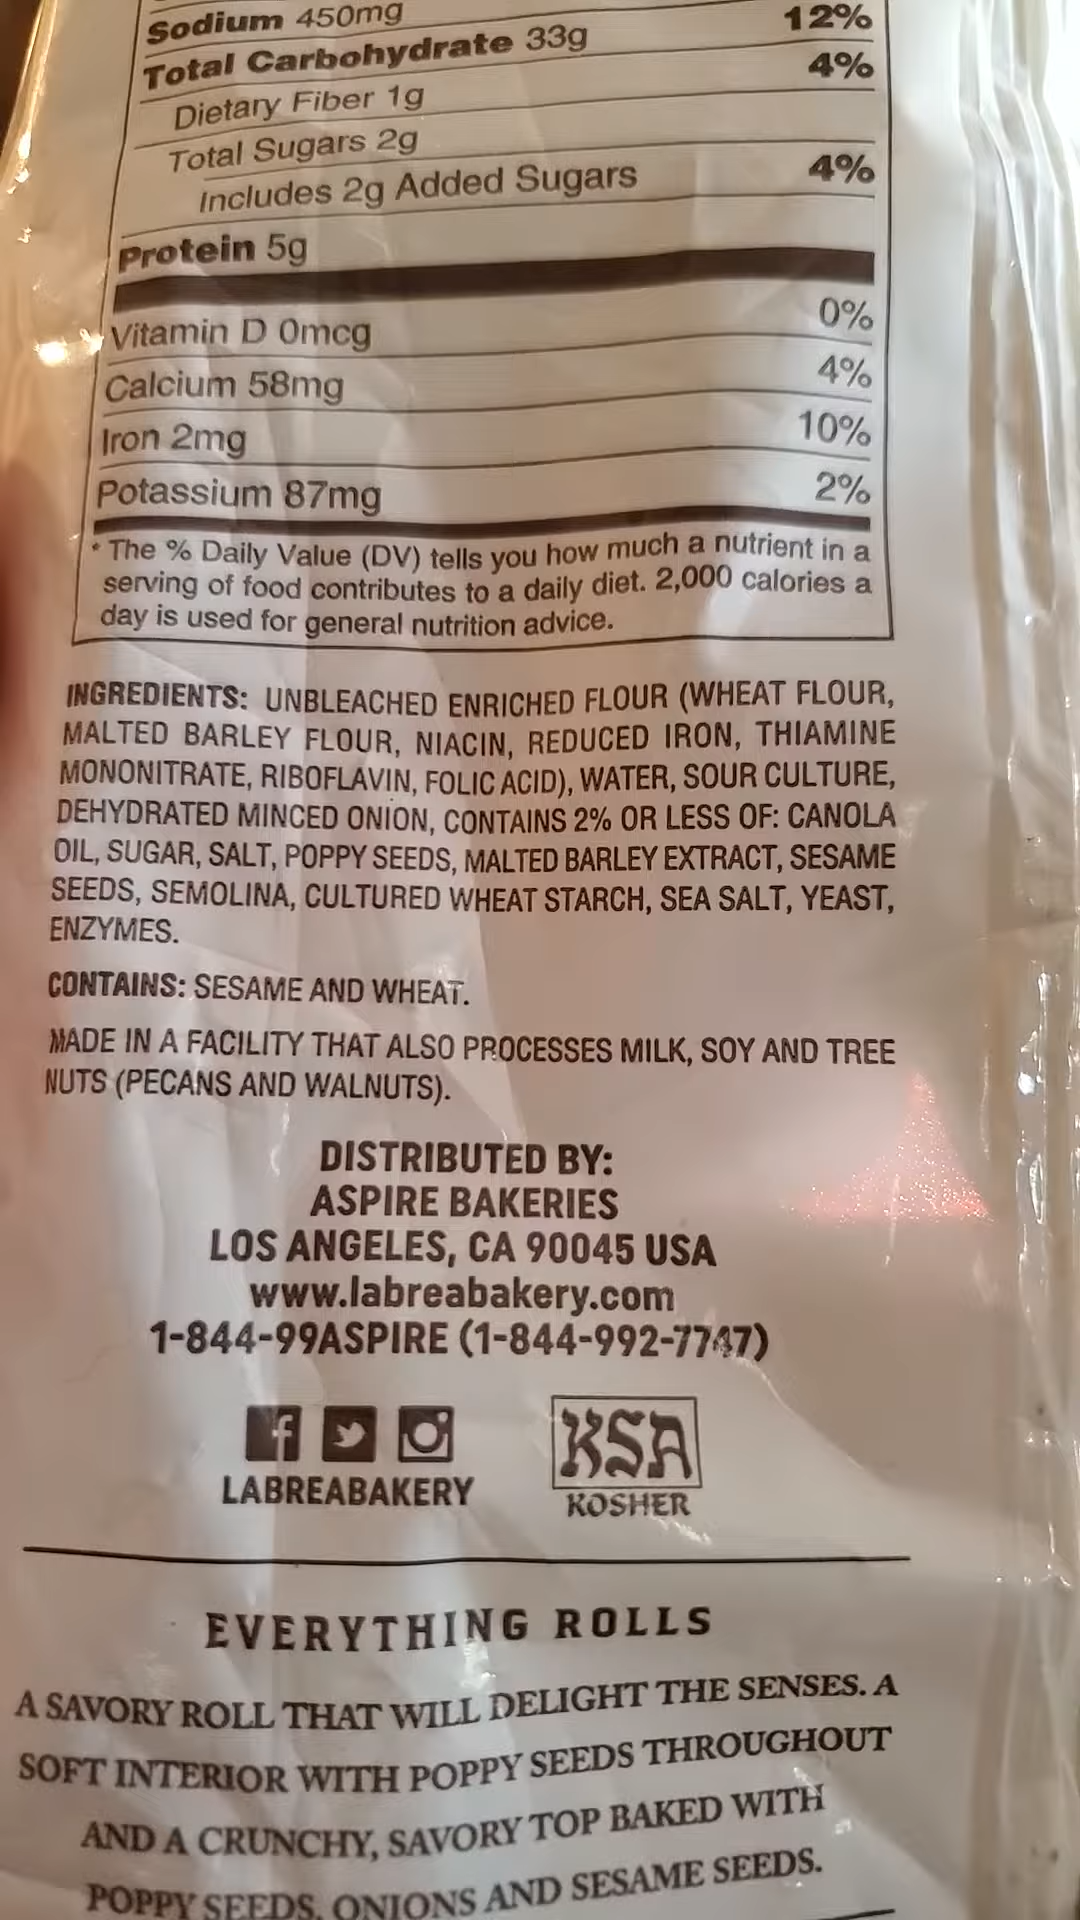 Sodium 450mg
Total Carbohydrate 33g 12%
Dietary Fiber 1g 4%
Total Sugars 2g
Includes 2g Added Sugars 4%
Protein 5g
Vitamin D 0mcg 0%
Calcium 58mg 4%
Iron 2mg 10%
Potassium 87mg 2%
* The % Daily Value (DV) tells you how much a nutrient in a
serving of food contributes to a daily diet. 2,000 calories a
day is used for general nutrition advice.
INGREDIENTS: UNBLEACHED ENRICHED FLOUR (WHEAT FLOUR,
MALTED BARLEY FLOUR, NIACIN, REDUCED IRON, THIAMINE
MONONITRATE, RIBOFLAVIN, FOLIC ACID), WATER, SOUR CULTURE,
DEHYDRATED MINCED ONION, CONTAINS 2% OR LESS OF: CANOLA
OIL, SUGAR, SALT, POPPY SEEDS, MALTED BARLEY EXTRACT, SESAME
SEEDS, SEMOLINA, CULTURED WHEAT STARCH, SEA SALT, YEAST,
ENZYMES.
CONTAINS: SESAME AND WHEAT.
MADE IN A FACILITY THAT ALSO PROCESSES MILK, SOY AND TREE
NUTS (PECANS AND WALNUTS).
DISTRIBUTED BY:
ASPIRE BAKERIES
LOS ANGELES, CA 90045 USA
www.labreabakery.com
1-844-99ASPIRE (1-844-992-7747)
LABREABAKERY
KSA
KOSHER
EVERYTHING ROLLS
A SAVORY ROLL THAT WILL DELIGHT THE SENSES. A
SOFT INTERIOR WITH POPPY SEEDS THROUGHOUT
AND A CRUNCHY, SAVORY TOP BAKED WITH
POPPY SEEDS, ONIONS AND SESAME SEEDS.